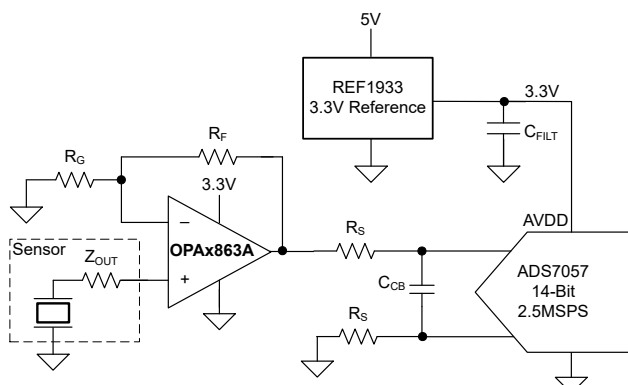 5V
REF1933
3.3V Reference
3.3V
CFILT
RF
RG
3.3V
–
OPAx863A
+
Sensor
ZOUT
RS
CCB
RS
AVDD
ADS7057
14-Bit
2.5MSPS